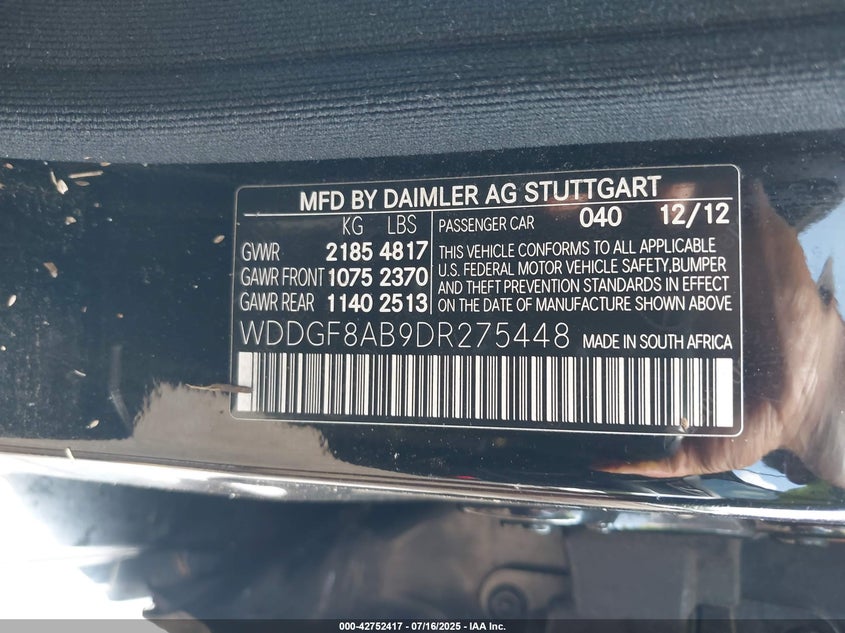 MFD BY DAIMLER AG STUTTGART
KG LBS
GVWR 2185 4817
GAWR FRONT 1075 2370
GAWR REAR 1140 2513
PASSENGER CAR 040 12/12
THIS VEHICLE CONFORMS TO ALL APPLICABLE
U.S. FEDERAL MOTOR VEHICLE SAFETY,BUMPER
AND THEFT PREVENTION STANDARDS IN EFFECT
ON THE DATE OF MANUFACTURE SHOWN ABOVE
WDDGF8AB9DR275448 MADE IN SOUTH AFRICA
000-42752417 - 07/16/2025 - IAA Inc.